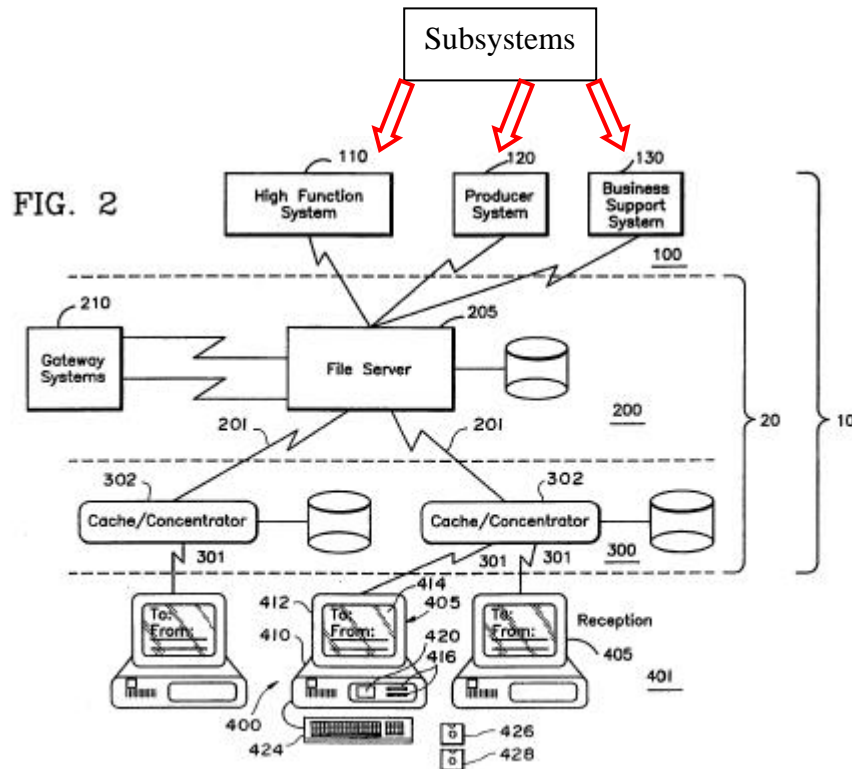 Subsystems
110
120
130
FIG. 2
High Function
System
Producer
System
Business
Support
System
100
210
205
Gateway
Systems
File Server
201
201
200
20
10
302
302
Cache/Concentrator
Cache/Concentrator
301
301
301
300
412
414
405
410
420
416
To:
From:
To:
From:
To:
From:
Reception
405
401
400
424
426
428